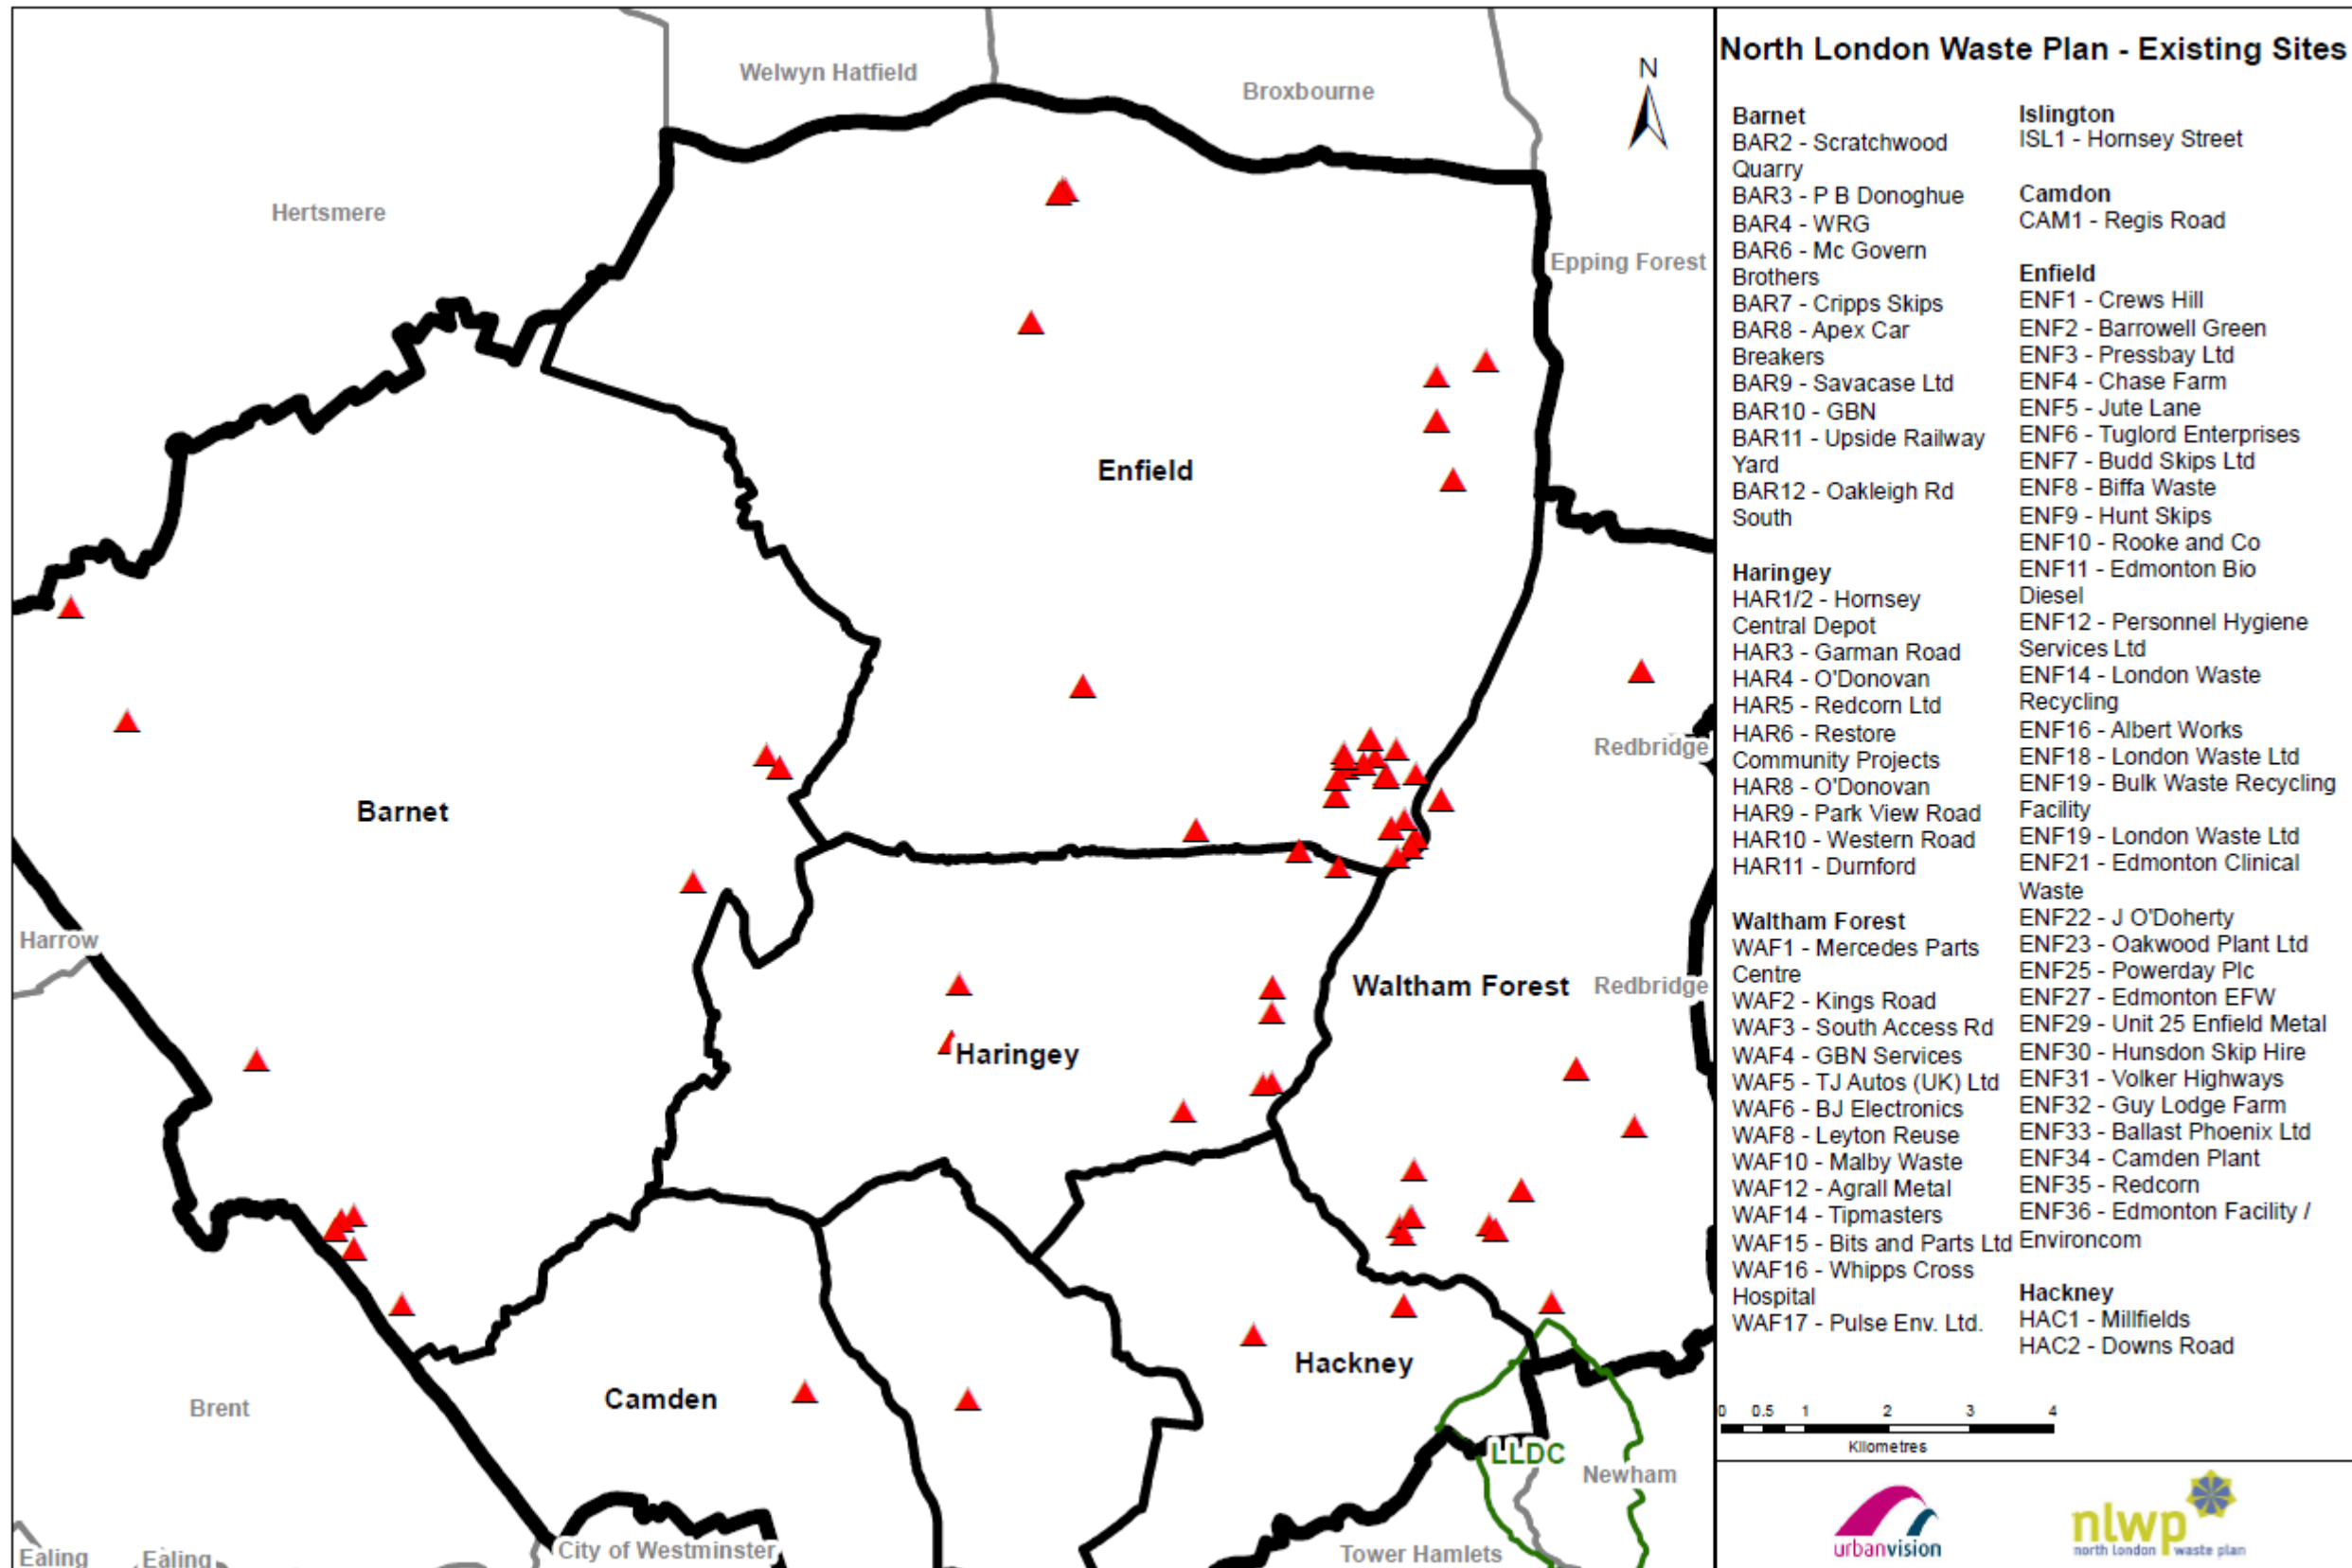 Welwyn Hatfield
Broxbourne
N
Hertsmere
Epping Forest
Enfield
Redbridge
Barnet
Harrow
Waltham Forest
Redbridge
Haringey
Hackney
Camden
Brent
LLDC
Newham
City of Westminster
Tower Hamlets
Ealing
Ealing
North London Waste Plan - Existing Sites
Barnet
BAR2 - Scratchwood
Quarry
BAR3 - P B Donoghue
BAR4 - WRG
BAR6 - Mc Govern
Brothers
BAR7 - Cripps Skips
BAR8 - Apex Car
Breakers
BAR9 - Savacase Ltd
BAR10 - GBN
BAR11 - Upside Railway
Yard
BAR12 - Oakleigh Rd
South
Haringey
HAR1/2 - Hornsey
Central Depot
HAR3 - Garman Road
HAR4 - O'Donovan
HAR5 - Redcorn Ltd
HAR6 - Restore
Community Projects
HAR8 - O'Donovan
HAR9 - Park View Road
HAR10 - Western Road
HAR11 - Durnford
Waltham Forest
WAF1 - Mercedes Parts
Centre
WAF2 - Kings Road
WAF3 - South Access Rd
WAF4 - GBN Services
WAF5 - TJ Autos (UK) Ltd
WAF6 - BJ Electronics
WAF8 - Leyton Reuse
WAF10 - Malby Waste
WAF12 - Agrall Metal
WAF14 - Tipmasters
WAF15 - Bits and Parts Ltd
WAF16 - Whipps Cross
Hospital
WAF17 - Pulse Env. Ltd.
Islington
ISL1 - Hornsey Street
Camdon
CAM1 - Regis Road
Enfield
ENF1 - Crews Hill
ENF2 - Barrowell Green
ENF3 - Pressbay Ltd
ENF4 - Chase Farm
ENF5 - Jute Lane
ENF6 - Tuglord Enterprises
ENF7 - Budd Skips Ltd
ENF8 - Biffa Waste
ENF9 - Hunt Skips
ENF10 - Rooke and Co
ENF11 - Edmonton Bio
Diesel
ENF12 - Personnel Hygiene
Services Ltd
ENF14 - London Waste
Recycling
ENF16 - Albert Works
ENF18 - London Waste Ltd
ENF19 - Bulk Waste Recycling
Facility
ENF19 - London Waste Ltd
ENF21 - Edmonton Clinical
Waste
ENF22 - J O'Doherty
ENF23 - Oakwood Plant Ltd
ENF25 - Powerday Plc
ENF27 - Edmonton EFW
ENF29 - Unit 25 Enfield Metal
ENF30 - Hunsdon Skip Hire
ENF31 - Volker Highways
ENF32 - Guy Lodge Farm
ENF33 - Ballast Phoenix Ltd
ENF34 - Camden Plant
ENF35 - Redcorn
ENF36 - Edmonton Facility /
Environcom
Hackney
HAC1 - Millfields
HAC2 - Downs Road
0 0.5 1 2 3 4
Kilometres
urbanvision
nlwp
north london waste plan